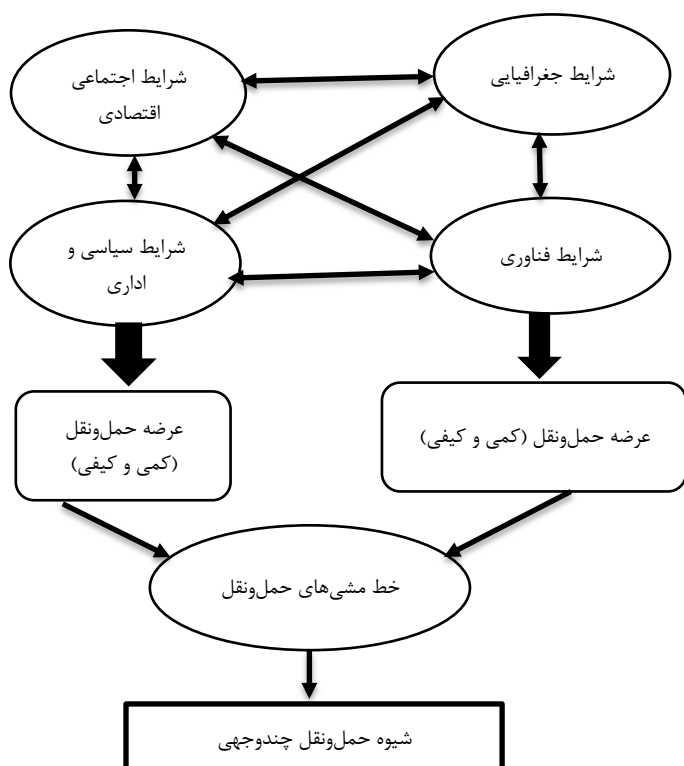 شرایط جغرافیایی
شرایط اجتماعی
اقتصادی
شرایط فناوری
شرایط سیاسی و
اداری
عرضه حمل‌ونقل (کمی و کیفی)
عرضه حمل‌ونقل
(کمی و کیفی)
خط مشی‌های حمل‌ونقل
شیوه حمل‌ونقل چندوجهی